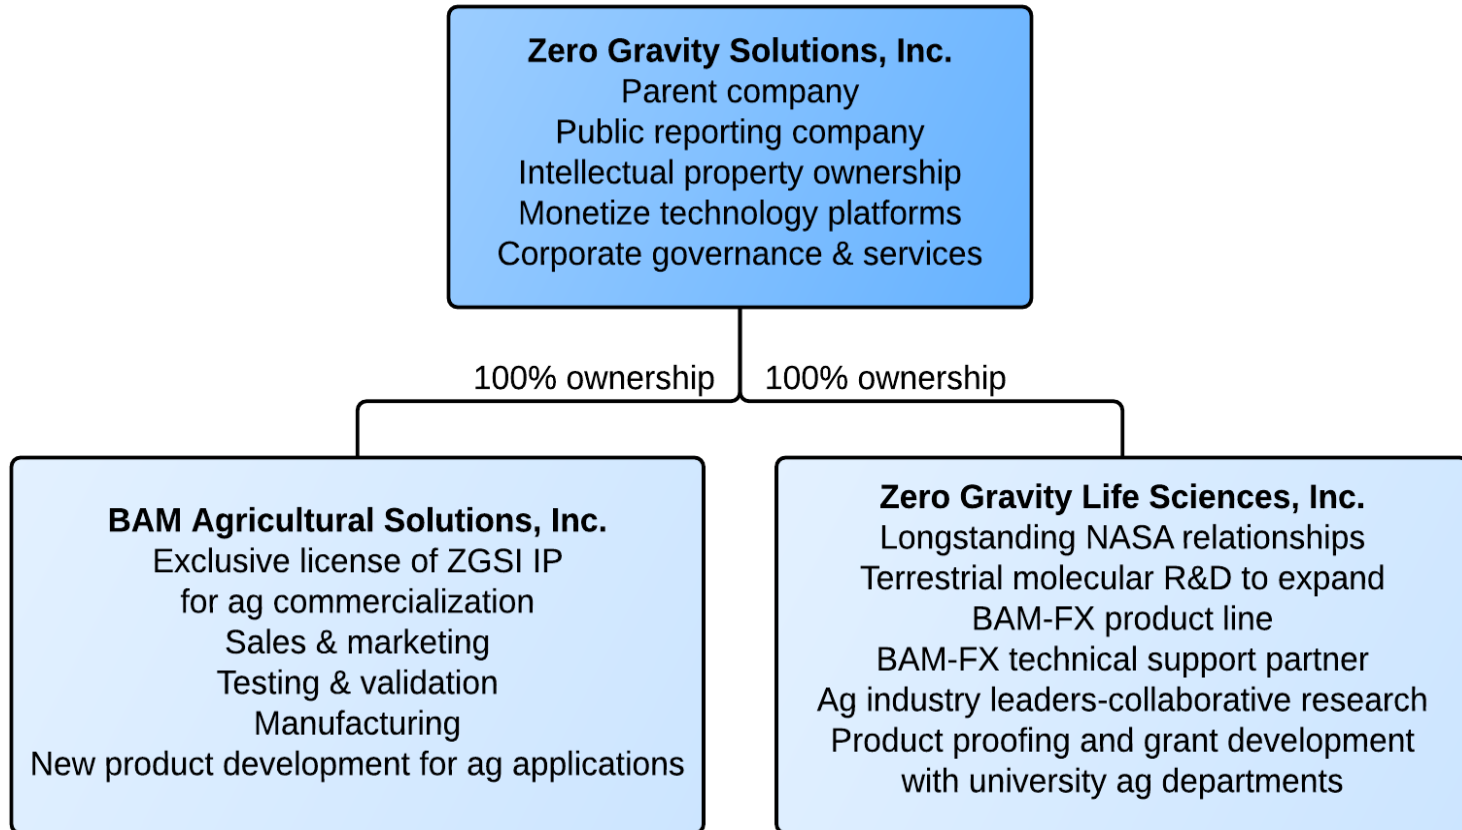 Zero Gravity Solutions, Inc.
Parent company
Public reporting company
Intellectual property ownership
Monetize technology platforms
Corporate governance & services
100% ownership
100% ownership
BAM Agricultural Solutions, Inc.
Exclusive license of ZGSI IP
for ag commercialization
Sales & marketing
Testing & validation
Manufacturing
New product development for ag applications
Zero Gravity Life Sciences, Inc.
Longstanding NASA relationships
Terrestrial molecular R&D to expand
BAM-FX product line
BAM-FX technical support partner
Ag industry leaders-collaborative research
Product proofing and grant development
with university ag departments